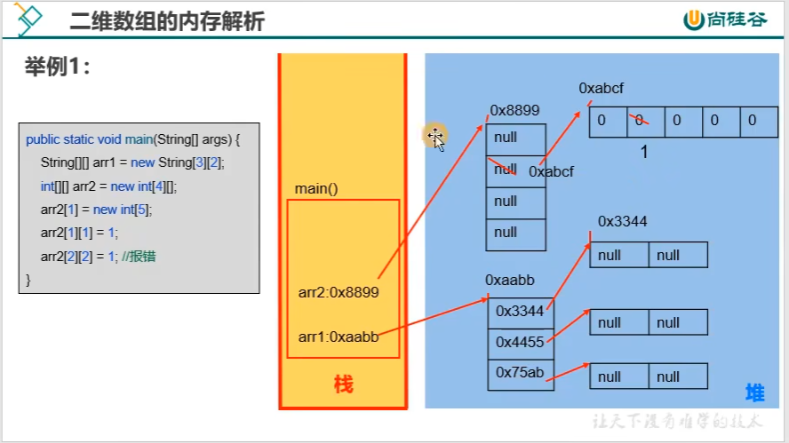 二维数组的内存解析
尚硅谷
举例1：
public static void main(String[] args) {
String[][] arr1 = new String[3][2];
int[][] arr2 = new int[4][];
arr2[1] = new int[5];
arr2[1][1] = 1;
arr2[2][2] = 1; //报错
}
main()
arr2:0x8899
arr1:0xaabb
栈
0x8899
null
null
0xabcf
null
null
0xabcf
0 0 0 0 0
1
0xaabb
0x3344
0x4455
0x75ab
0x3344
null null
null null
null null
堆
让天下没有难学的技术